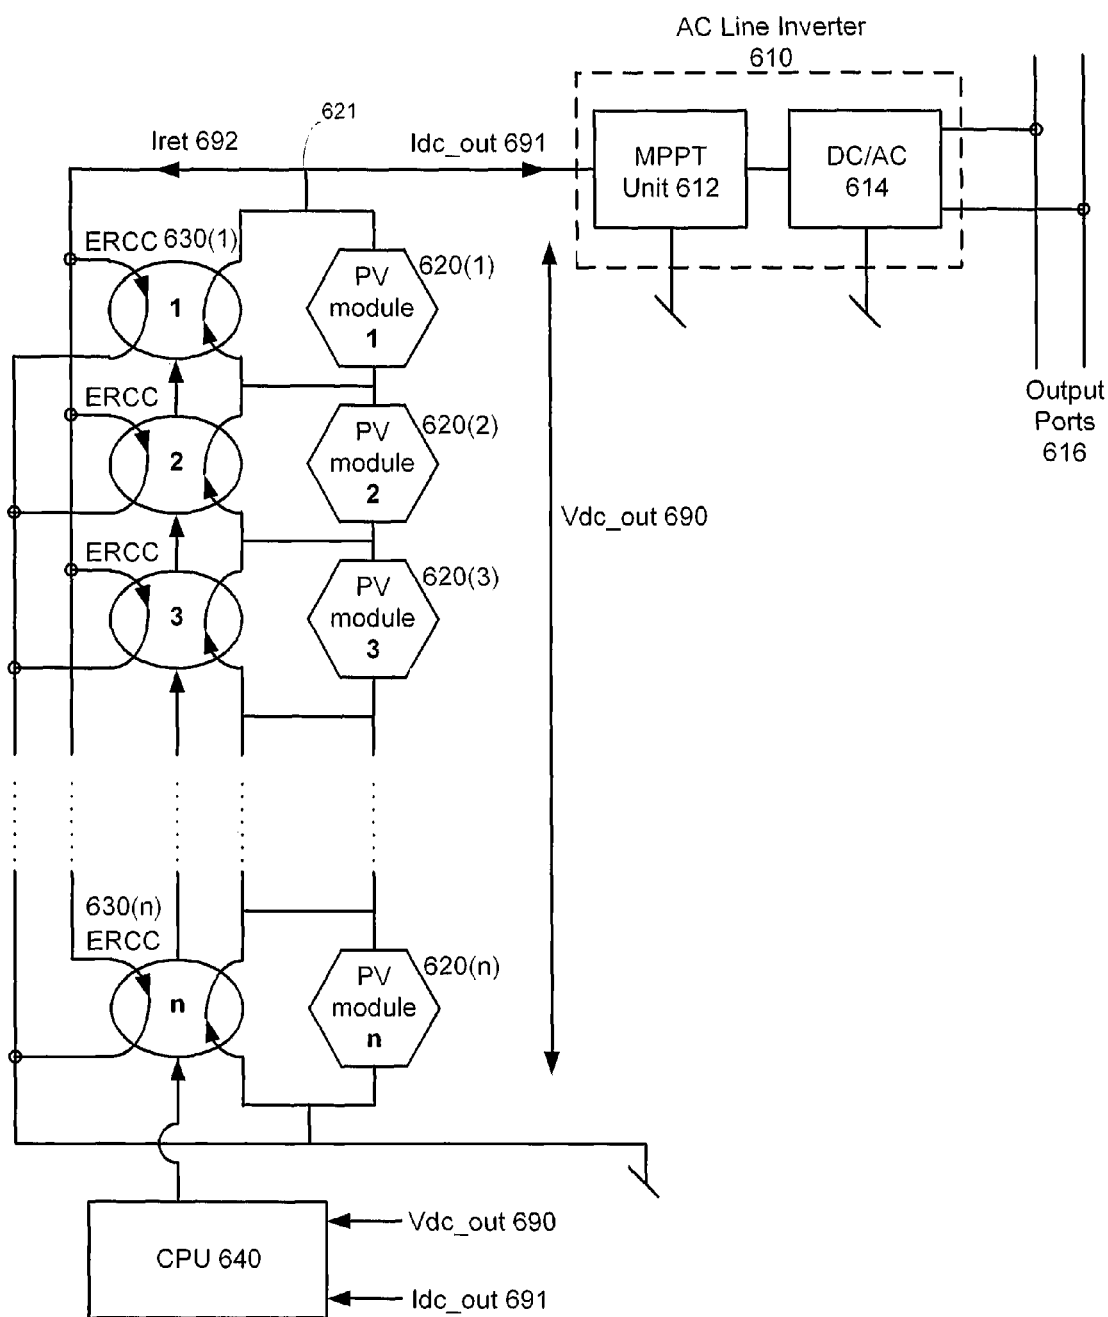 AC Line Inverter
610
621
Iret 692
Idc_out 691
MPPT
Unit 612
DC/AC
614
ERCC 630(1)
1
PV
module
1
620(1)
ERCC
2
PV
module
2
620(2)
Output
Ports
616
Vdc_out 690
ERCC
3
PV
module
3
620(3)
630(n)
ERCC
n
PV
module
n
620(n)
CPU 640
Vdc_out 690
Idc_out 691